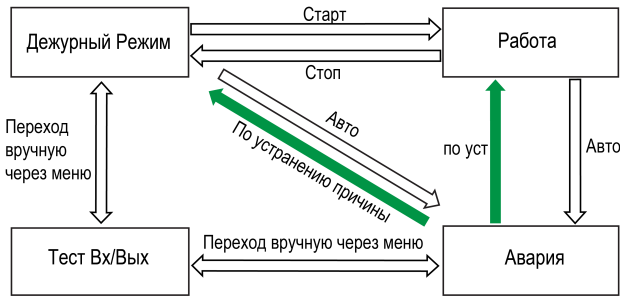 Старт
Дежурный Режим
Работа
Стоп
Авто
По устранению причины
Переход
вручную
через меню
по уст
Авто
Тест Вх/Вых
Переход вручную через меню
Авария